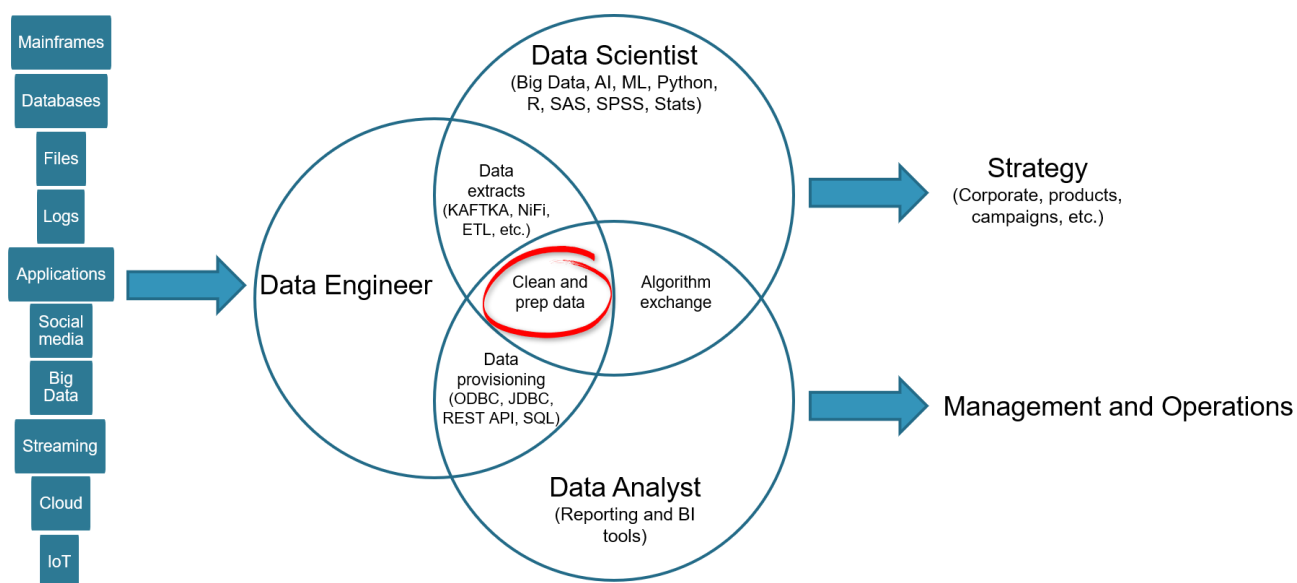 Mainframes
Databases
Files
Logs
Applications
Social
media
Big
Data
Streaming
Cloud
IoT
Data Engineer
Data Scientist
(Big Data, AI, ML, Python,
R, SAS, SPSS, Stats)
Data
extracts
(KAFTKA, NiFi,
ETL, etc.)
Clean and
prep data
Algorithm
exchange
Data
provisioning
(ODBC, JDBC,
REST API, SQL)
Data Analyst
(Reporting and BI
tools)
Strategy
(Corporate, products,
campaigns, etc.)
Management and Operations